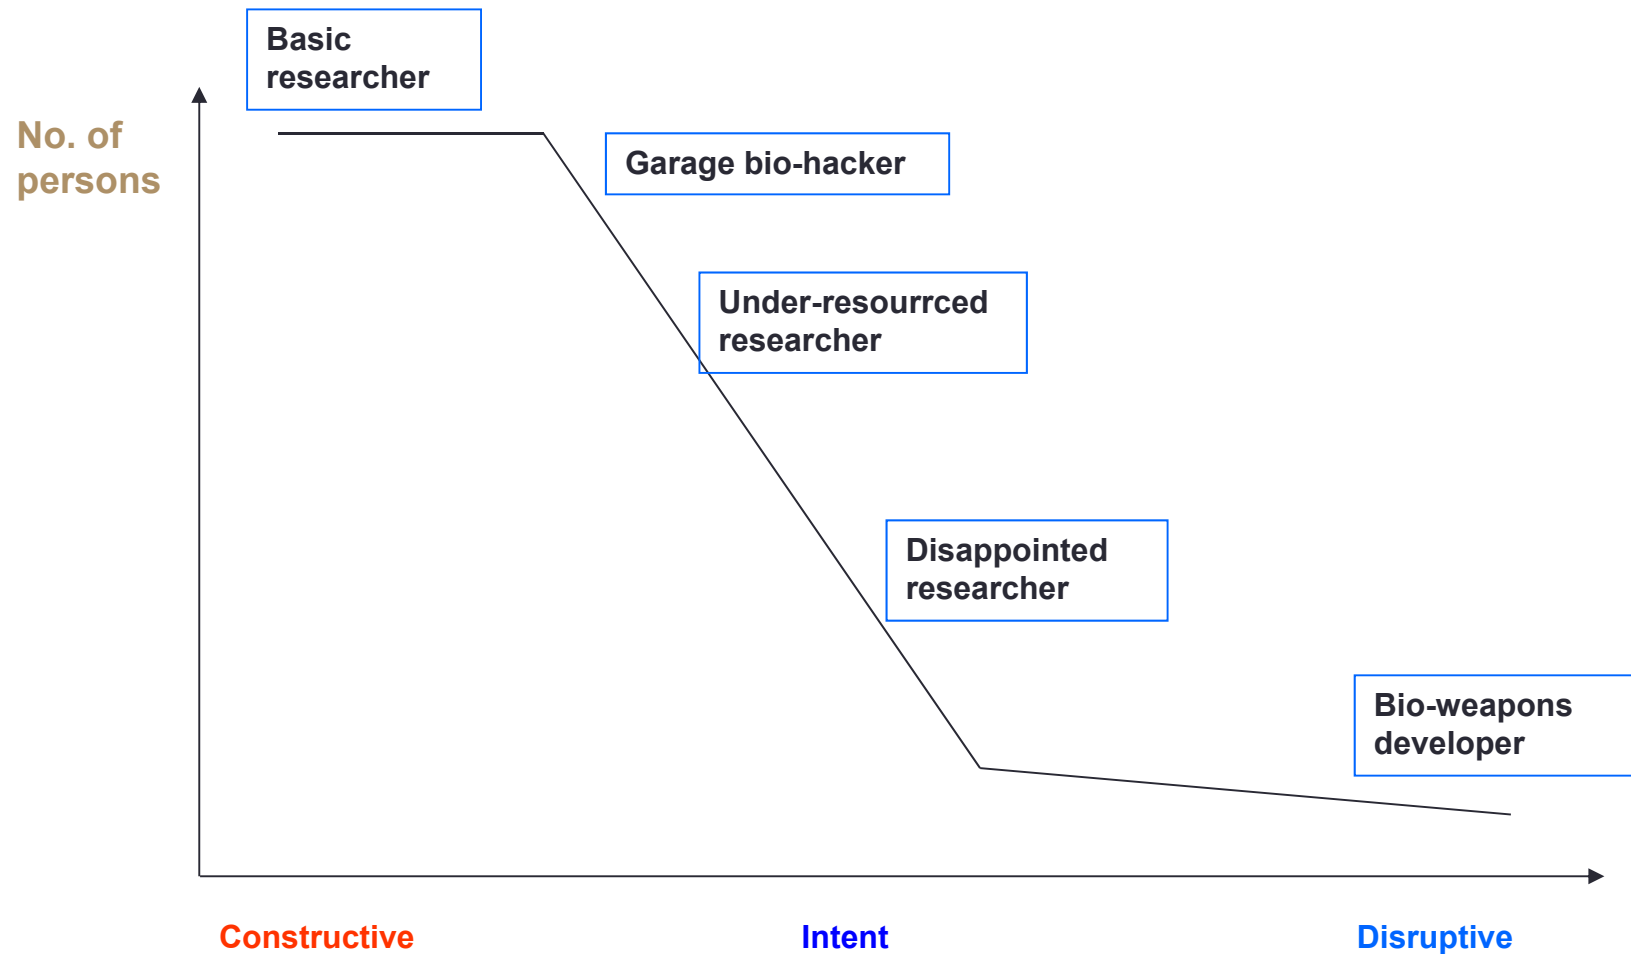 Basic
researcher
No. of
persons
Garage bio-hacker
Under-resourrced
researcher
Disappointed
researcher
Bio-weapons
developer
Constructive
Intent
Disruptive